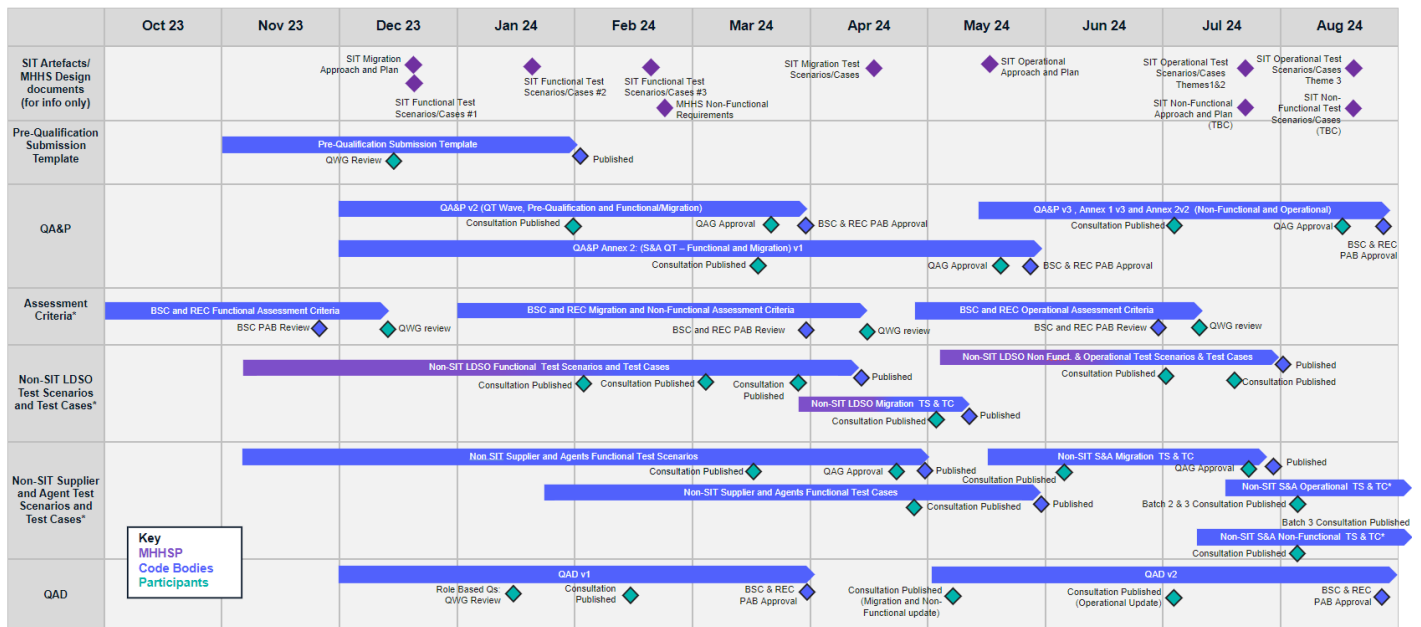 Oct 23
Nov 23
Dec 23
Jan 24
Feb 24
Mar 24
Apr 24
May 24
Jun 24
Jul 24
Aug 24
SIT Artefacts/
MHHS Design
documents
(for info only)
SIT Migration
Approach and Plan
SIT Functional Test
Scenarios/Cases #1
SIT Functional Test
Scenarios/Cases #2
SIT Functional Test
Scenarios/Cases #3
MHHS Non-Functional
Requirements
SIT Migration Test
Scenarios/Cases
SIT Operational
Approach and Plan
SIT Operational Test
Scenarios/Cases
Themes1&2
SIT Non-Functional
Approach and Plan
(TBC)
SIT Operational Test
Scenarios/Cases
Theme 3
SIT Non-
Functional Test
Scenarios/Cases
(TBC)
Pre-Qualification
Submission
Template
Pre-Qualification Submission Template
QWG Review
Published
QA&P
QA&P v2 (QT Wave, Pre-Qualification and Functional/Migration)
Consultation Published
QAG Approval
BSC & REC PAB Approval
QA&P v3 , Annex 1 v3 and Annex 2v2 (Non-Functional and Operational)
Consultation Published
QAG Approval
BSC & REC
PAB Approval
QA&P Annex 2: (S&A QT – Functional and Migration) v1
Consultation Published
QAG Approval
BSC & REC PAB Approval
Assessment
Criteria*
BSC and REC Functional Assessment Criteria
BSC PAB Review
QWG review
BSC and REC Migration and Non-Functional Assessment Criteria
BSC and REC PAB Review
QWG review
BSC and REC Operational Assessment Criteria
BSC and REC PAB Review
QWG review
Non-SIT LDSO
Test Scenarios
and Test Cases*
Non-SIT LDSO Functional Test Scenarios and Test Cases
Consultation Published
Consultation Published
Consultation
Published
Published
Non-SIT LDSO Migration TS & TC
Consultation Published
Published
Non-SIT LDSO Non Funct. & Operational Test Scenarios & Test Cases
Consultation Published
Consultation Published
Published
Non-SIT Supplier
and Agent Test
Scenarios and
Test Cases*
Non.SIT Supplier and Agents Functional Test Scenarios
Consultation Published
QAG Approval
Published
Non-SIT Supplier and Agents Functional Test Cases
Consultation Published
Published
Non-SIT S&A Migration TS & TC
Consultation Published
QAG Approval
Published
Non-SIT S&A Operational TS & TC*
Batch 2 & 3 Consultation Published
Batch 3 Consultation Published
Non-SIT S&A Non-Functional TS & TC*
Consultation Published
Key
MHHSP
Code Bodies
Participants
QAD
QAD v1
Role Based Qs:
QWG Review
Consultation
Published
BSC & REC
PAB Approval
QAD v2
Consultation Published
(Migration and Non-
Functional update)
Consultation Published
(Operational Update)
BSC & REC
PAB Approval